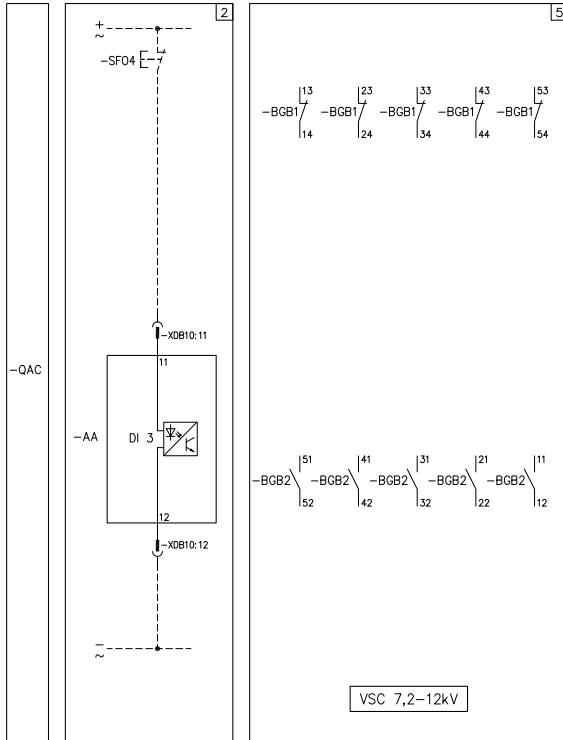 2
5
+
~
-SFO4
13 23 33 43 53
-BGB1 -BGB1 -BGB1 -BGB1 -BGB1
14 24 34 44 54
-XDB10:11
11
-QAC
-AA
DI 3
51 41 31 21 11
-BGB2 -BGB2 -BGB2 -BGB2 -BGB2
52 42 32 22 12
12
-XDB10:12
-
~
VSC 7,2-12kV